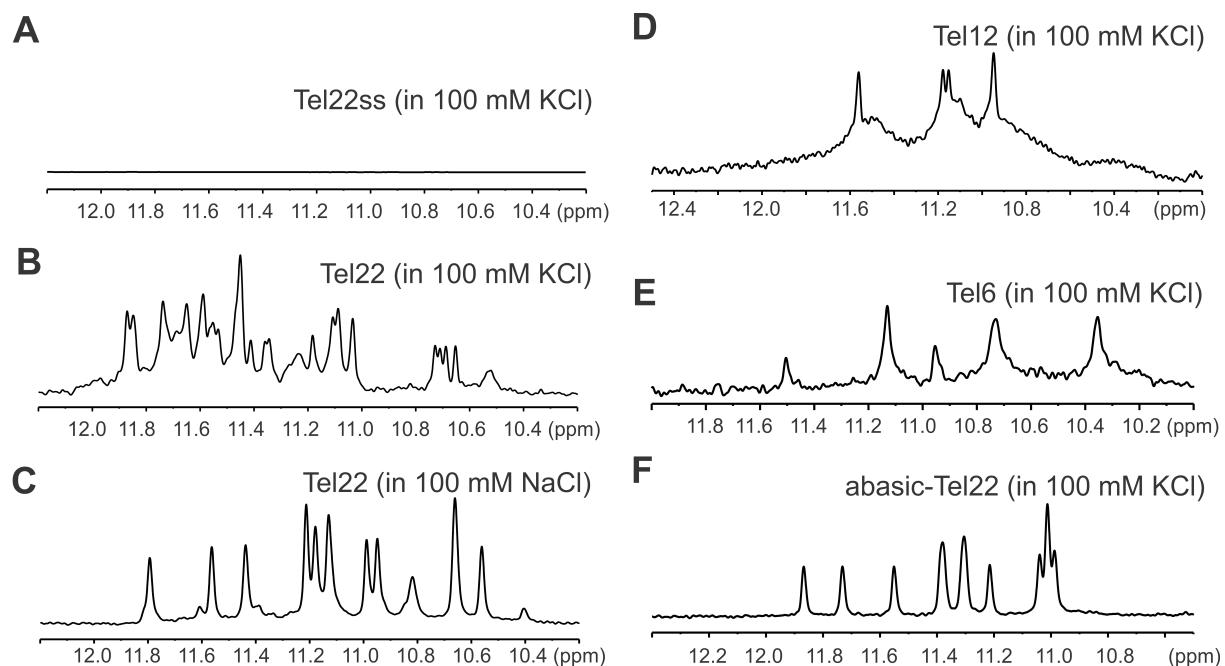 A
Tel22ss (in 100 mM KCl)
12.0 11.8 11.6 11.4 11.2 11.0 10.8 10.6 10.4 (ppm)
B
Tel22 (in 100 mM KCl)
12.0 11.8 11.6 11.4 11.2 11.0 10.8 10.6 10.4 (ppm)
C
Tel22 (in 100 mM NaCl)
12.0 11.8 11.6 11.4 11.2 11.0 10.8 10.6 10.4 (ppm)
D
Tel12 (in 100 mM KCl)
12.4 12.0 11.6 11.2 10.8 10.4 (ppm)
E
Tel6 (in 100 mM KCl)
11.8 11.6 11.4 11.2 11.0 10.8 10.6 10.4 10.2 (ppm)
F
abasic-Tel22 (in 100 mM KCl)
12.2 12.0 11.8 11.6 11.4 11.2 11.0 10.8 (ppm)